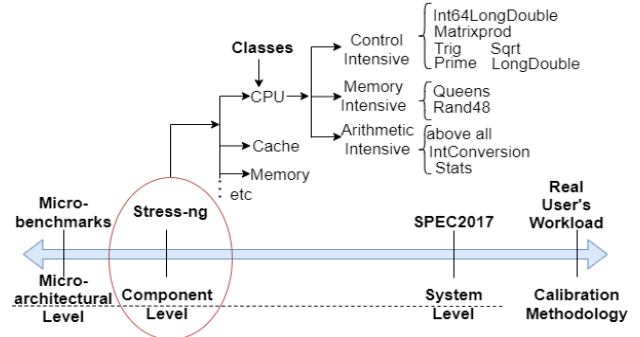 Classes
CPU
Cache
Memory
etc
Control
Intensive
Memory
Intensive
Arithmetic
Intensive
Int64LongDouble
Matrixprod
Trig Sqrt
Prime LongDouble
Queens
Rand48
above all
IntConversion
Stats
Micro-
benchmarks
Stress-ng
SPEC2017
Real
User's
Workload
Micro-
architectural
Level
Component
Level
System
Level
Calibration
Methodology